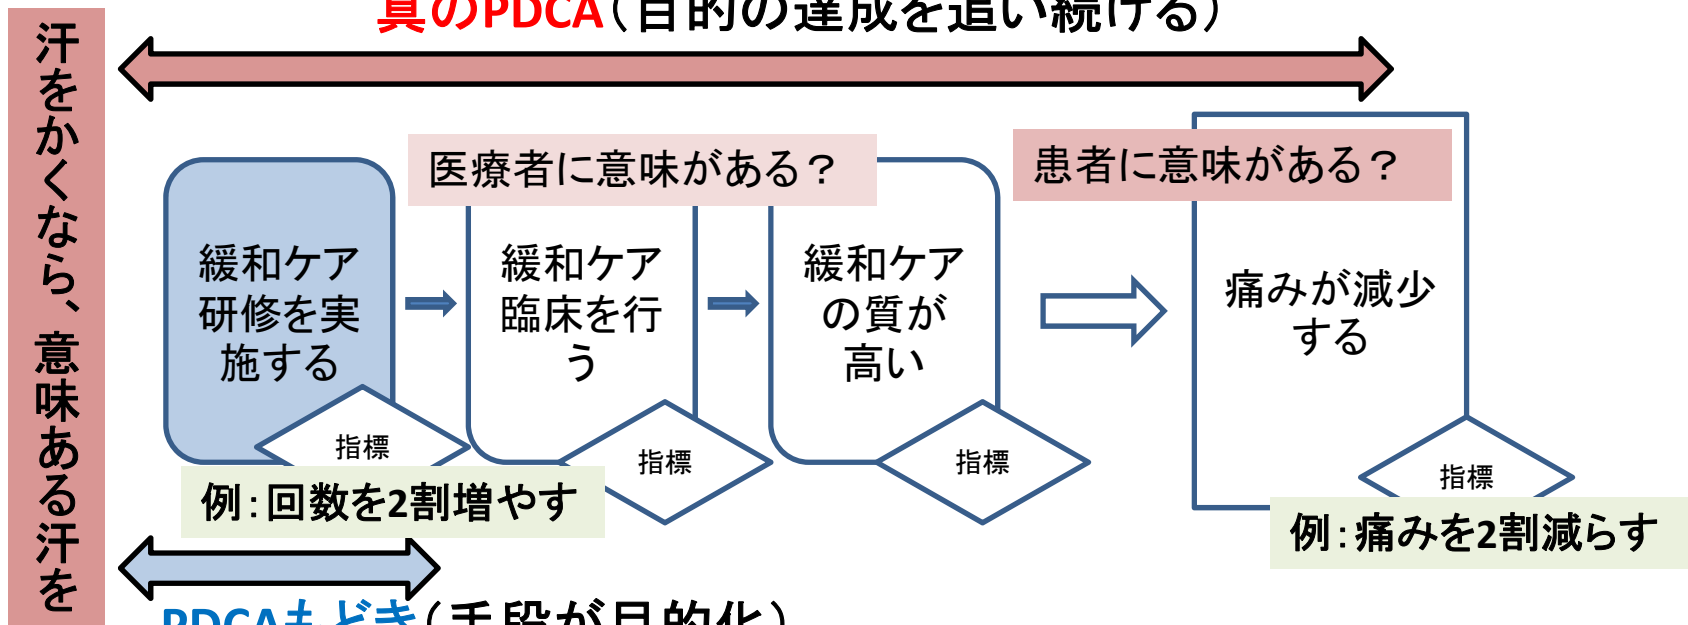 真のPDCA(目的の達成を追い続ける)
汗をかくなら、意味ある汗を
医療者に意味がある？
患者に意味がある？
緩和ケア
研修を実
施する
緩和ケア
臨床を行
う
緩和ケア
の質が
高い
痛みが減少
する
指標
指標
指標
指標
例：回数を2割増やす
例：痛みを2割減らす
PDCAもどき(手段が目的化)